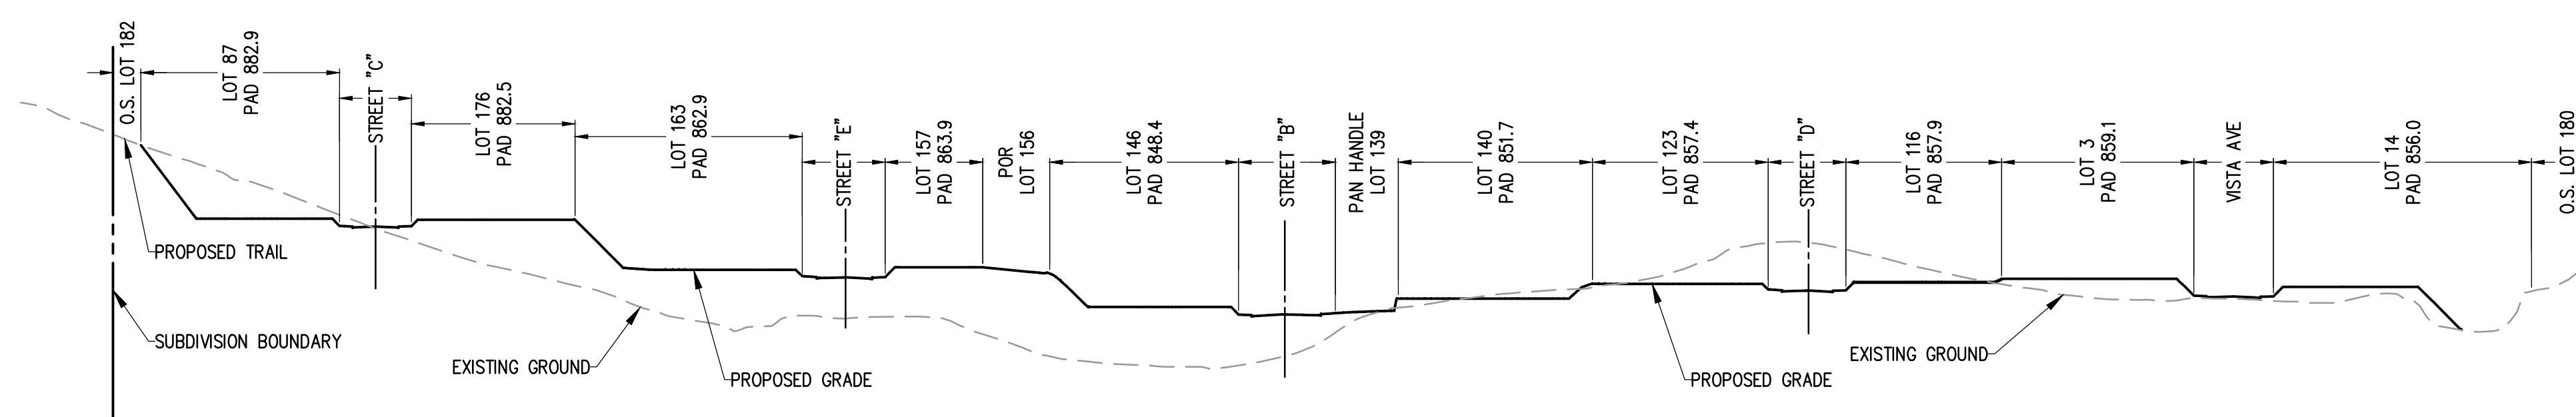 O.S. LOT 182
LOT 87
PAD 882.9
STREET "C"
LOT 176
PAD 882.5
LOT 163
PAD 862.9
STREET "E"
LOT 157
PAD 863.9
POR
LOT 156
LOT 146
PAD 848.4
STREET "B"
PAN HANDLE
LOT 139
LOT 140
PAD 851.7
LOT 123
PAD 857.4
STREET "D"
LOT 116
PAD 857.9
LOT 3
PAD 859.1
VISTA AVE
LOT 14
PAD 856.0
O.S. LOT 180
PROPOSED TRAIL
SUBDIVISION BOUNDARY
EXISTING GROUND
PROPOSED GRADE
PROPOSED GRADE
EXISTING GROUND